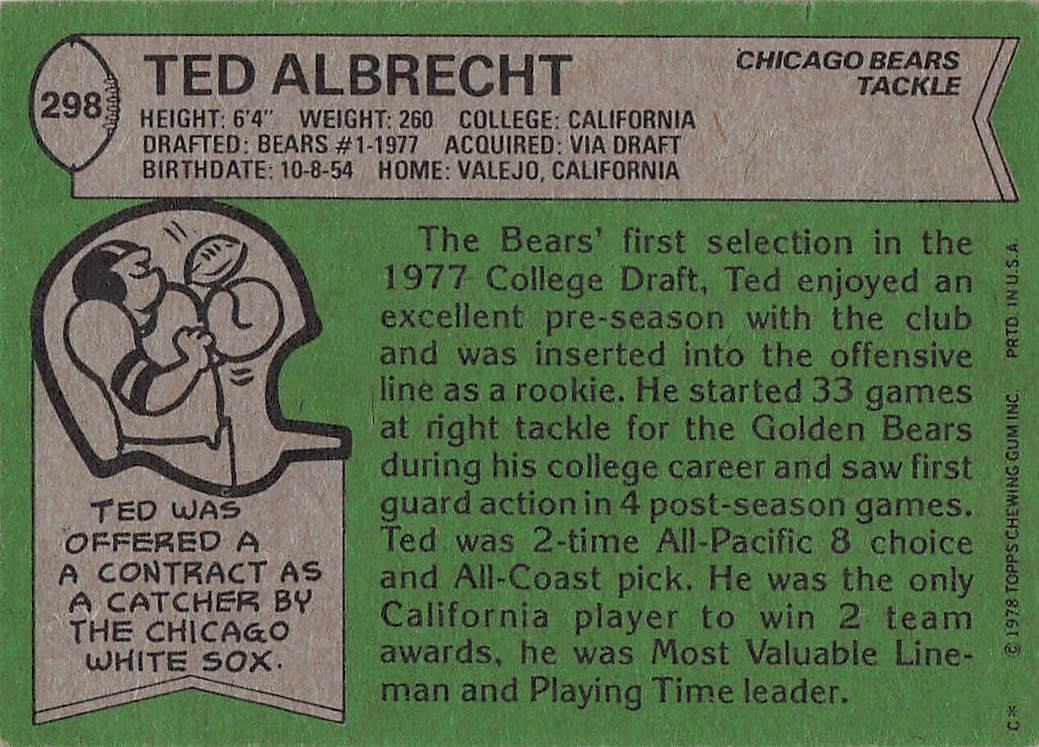 298
TED ALBRECHT
CHICAGO BEARS
TACKLE
HEIGHT: 6'4" WEIGHT: 260 COLLEGE: CALIFORNIA
DRAFTED: BEARS #1-1977 ACQUIRED: VIA DRAFT
BIRTHDATE: 10-8-54 HOME: VALEJO, CALIFORNIA
TED WAS
OFFERED A
A CONTRACT AS
A CATCHER BY
THE CHICAGO
WHITE SOX.
The Bears' first selection in the
1977 College Draft, Ted enjoyed an
excellent pre-season with the club
and was inserted into the offensive
line as a rookie. He started 33 games
at right tackle for the Golden Bears
during his college career and saw first
guard action in 4 post-season games.
Ted was 2-time All-Pacific 8 choice
and All-Coast pick. He was the only
California player to win 2 team
awards, he was Most Valuable Line-
man and Playing Time leader.
C* © 1978 TOPPS CHEWING GUM INC. PRTD. IN U.S.A.